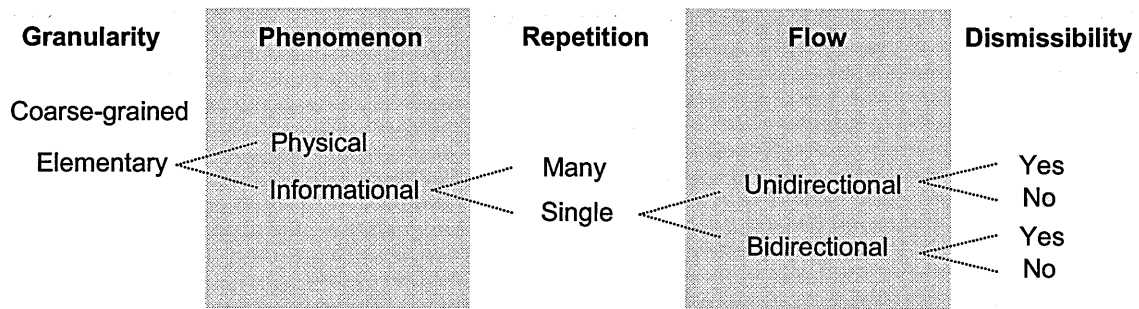 Granularity Phenomenon Repetition Flow Dismissibility
Coarse-grained
Physical
Elementary
Many
Yes
Informational
Unidirectional
No
Single
Yes
Bidirectional
No